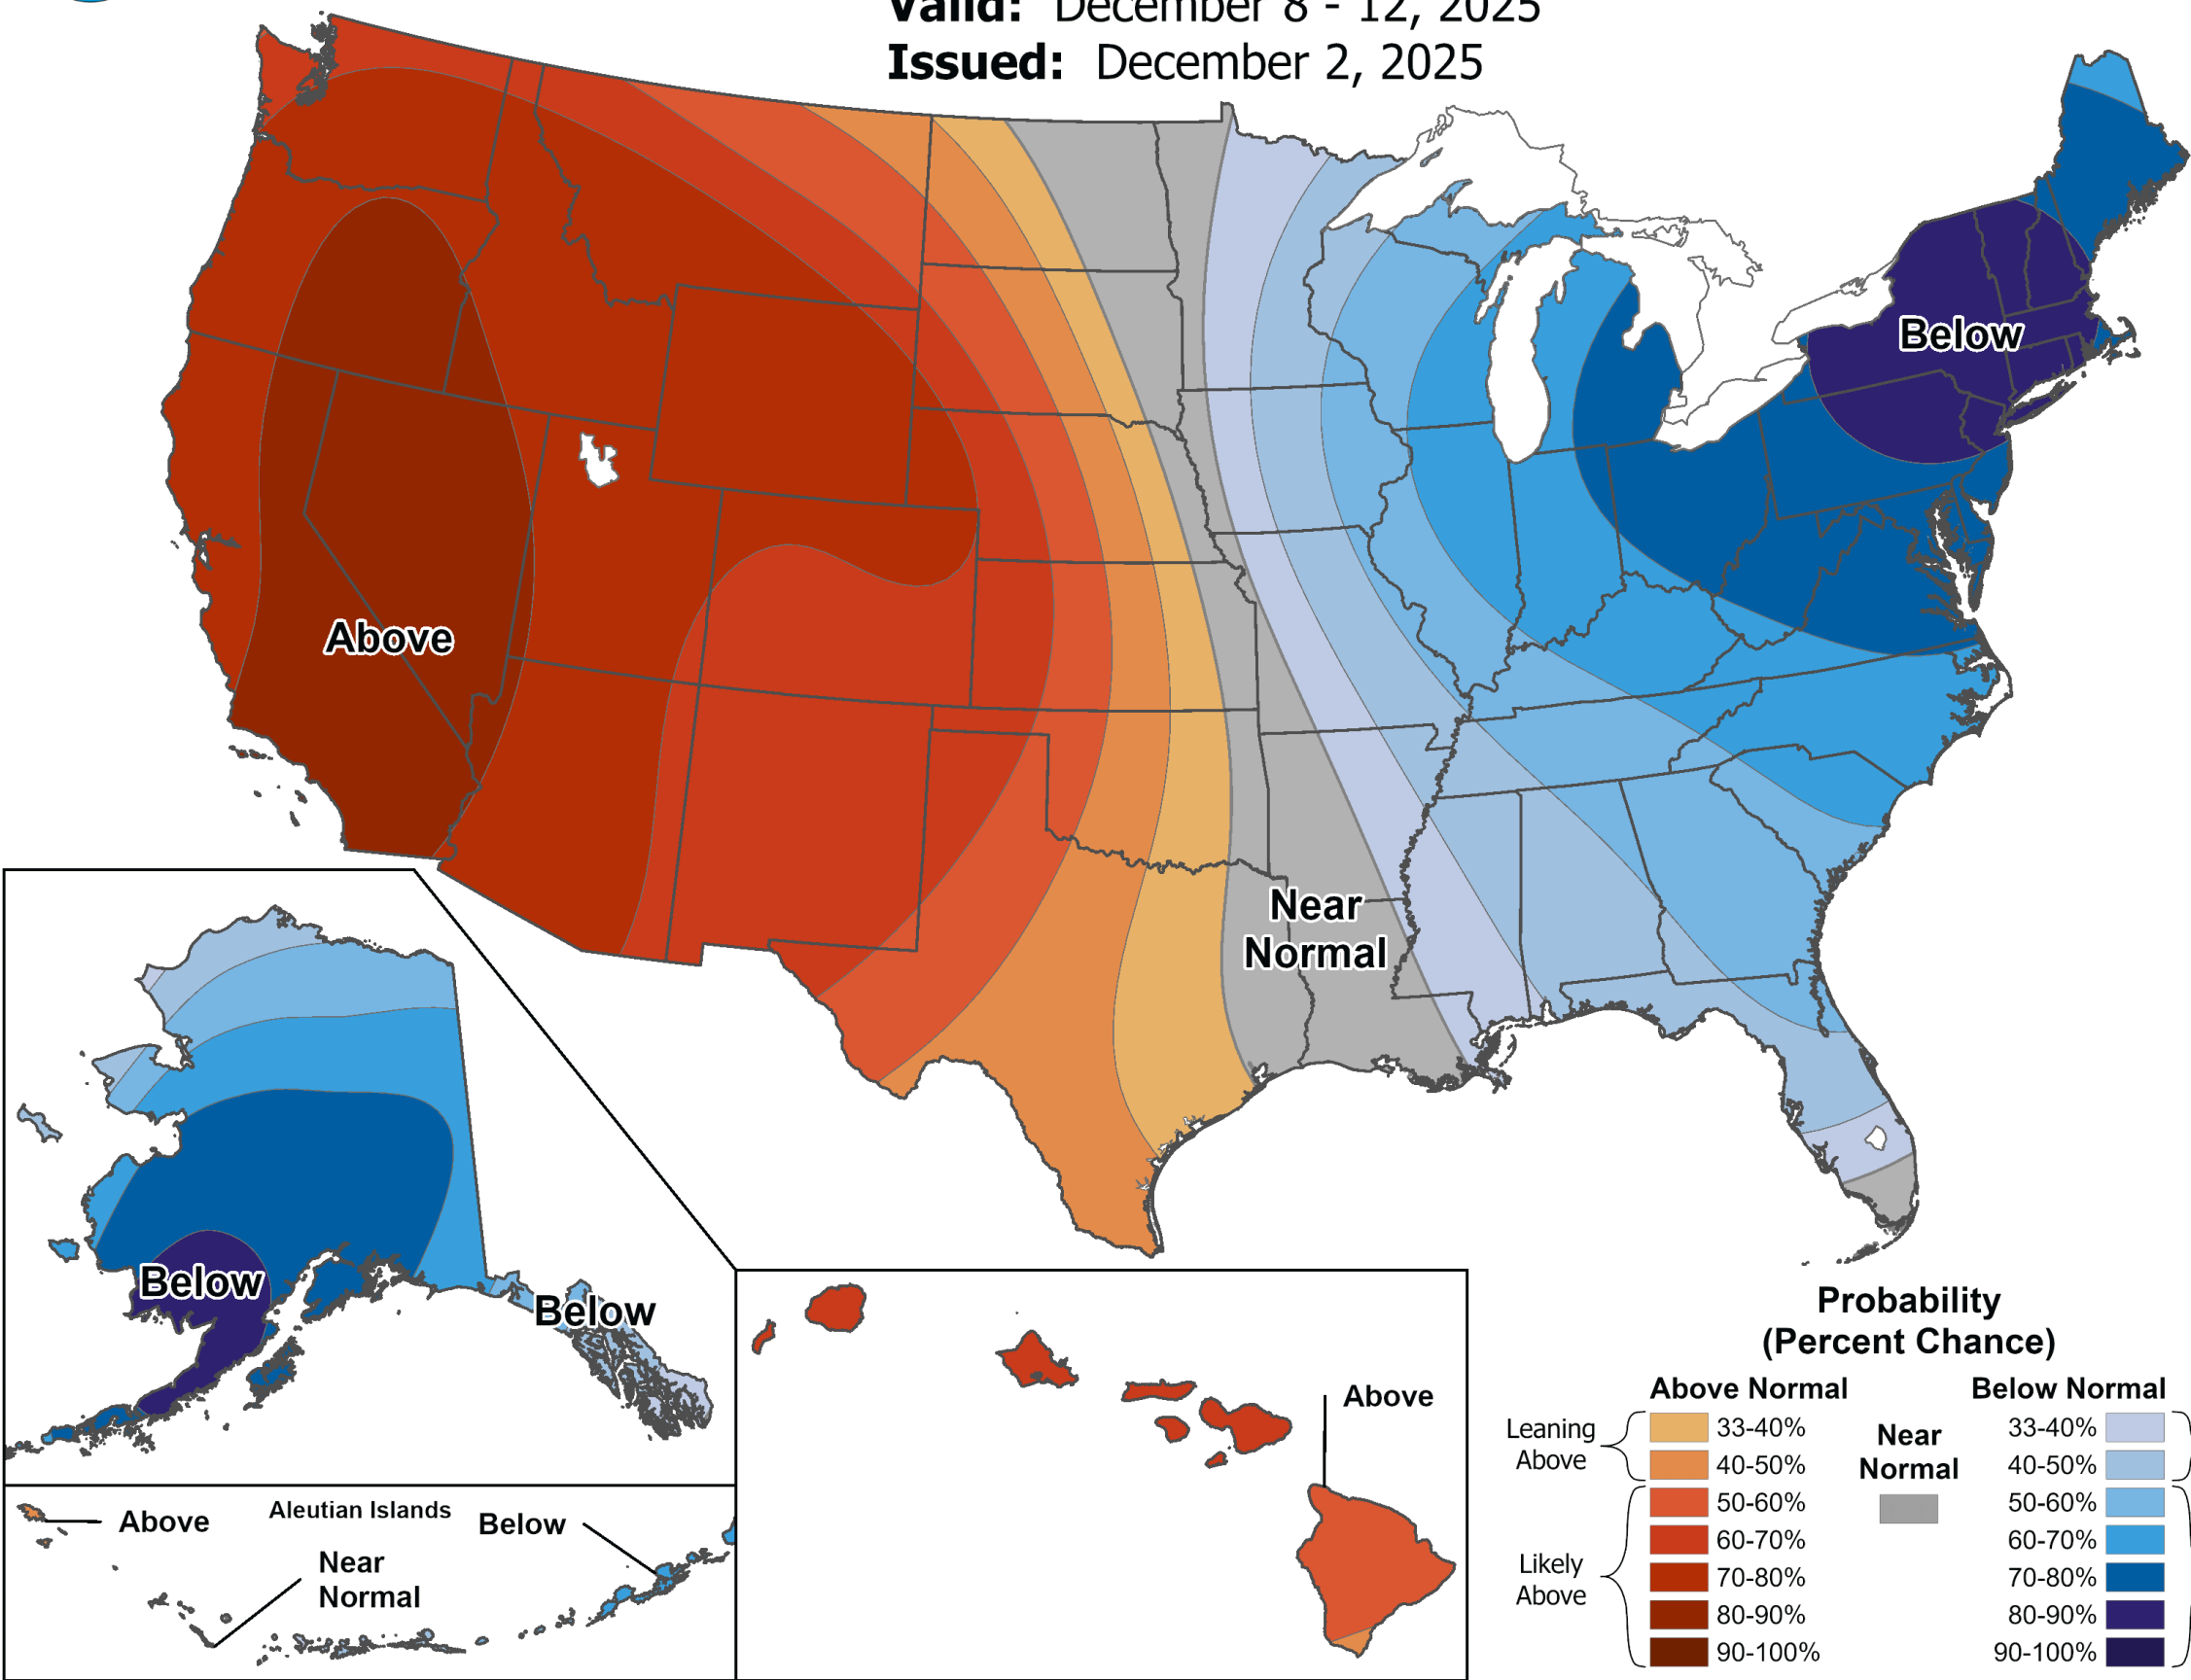 Valid: December 8 - 12, 2025
Issued: December 2, 2025
Below
Above
Near
Normal
Below
Below
Above
Aleutian Islands
Above
Below
Near
Normal
Probability
(Percent Chance)
Above Normal
Below Normal
Leaning
Above
Likely
Above
33-40%
40-50%
50-60%
60-70%
70-80%
80-90%
90-100%
Near
Normal
33-40%
40-50%
50-60%
60-70%
70-80%
80-90%
90-100%